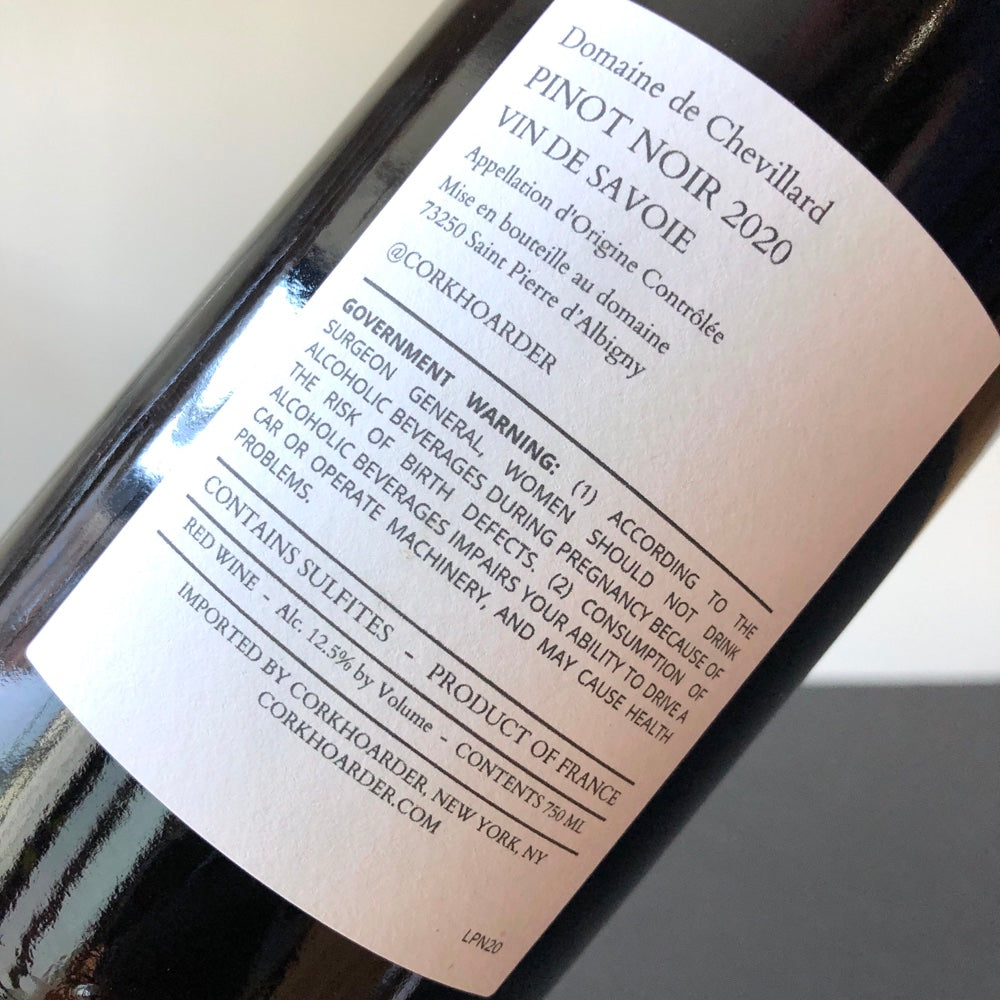 Domaine de Chevillard
PINOT NOIR 2020
VIN DE SAVOIE
Appellation d'Origine Contrôlée
Mise en bouteille au domaine
73250 Saint Pierre d'Albigny
@CORKHOARDER
GOVERNMENT WARNING: (1) ACCORDING TO THE
SURGEON GENERAL, WOMEN SHOULD NOT DRINK
ALCOHOLIC BEVERAGES DURING PREGNANCY BECAUSE OF
THE RISK OF BIRTH DEFECTS. (2) CONSUMPTION OF
ALCOHOLIC BEVERAGES IMPAIRS YOUR ABILITY TO DRIVE A
CAR OR OPERATE MACHINERY, AND MAY CAUSE HEALTH
PROBLEMS.
CONTAINS SULFITES - PRODUCT OF FRANCE
RED WINE - Alc. 12.5% by Volume - CONTENTS 750 ML
IMPORTED BY CORKHOARDER, NEW YORK, NY
CORKHOARDER.COM
LPN20